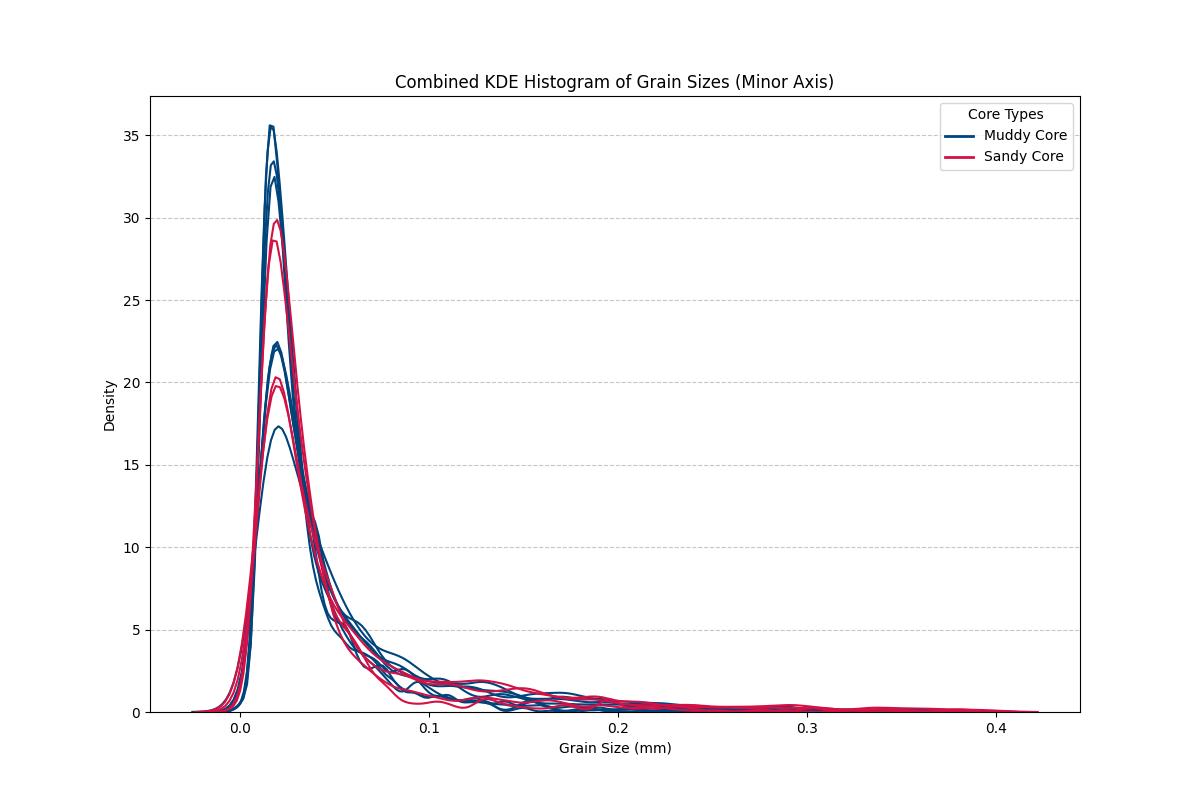 Combined KDE Histogram of Grain Sizes (Minor Axis)
Core Types
Muddy Core
Sandy Core
Density
35
30
25
20
15
10
5
0
0.0 0.1 0.2 0.3 0.4
Grain Size (mm)